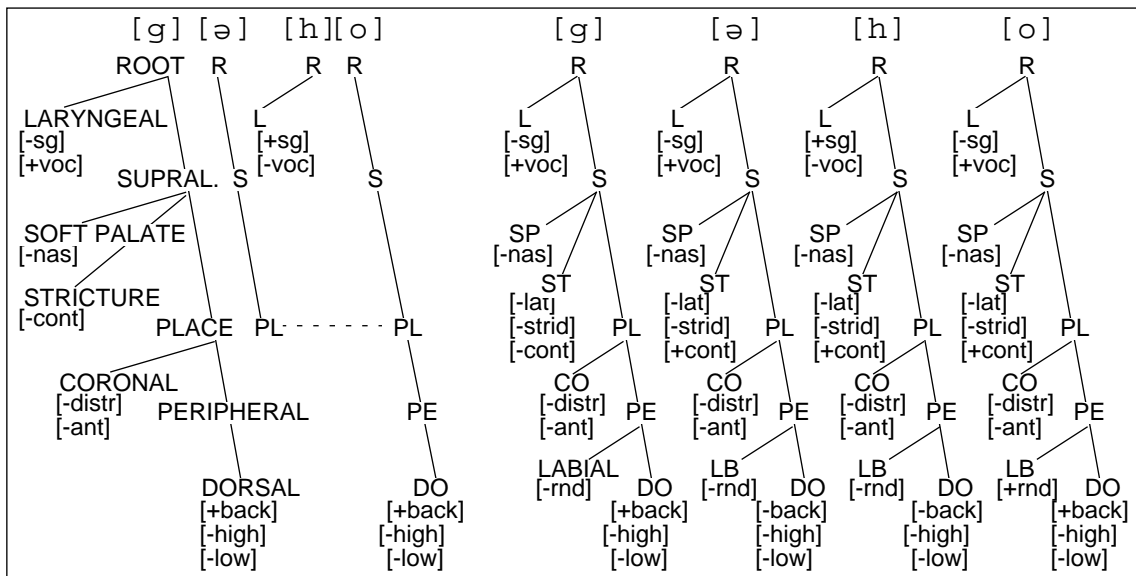 [g] [ə] [h] [o] [g] [ə] [h] [o]
ROOT R R R R R R R
LARYNGEAL L L L L L
[-sg] [+sg] [-sg] [-sg] [+sg] [-sg]
[+voc] [-voc] [+voc] [+voc] [-voc] [+voc]
SUPRAL. S S S S S S
SOFT PALATE SP SP SP SP
[-nas] [-nas] [-nas] [-nas] [-nas]
STRICTURE ST ST ST ST
[-cont] [-lat] [-lat] [-lat] [-lat]
PLACE PL PL [-strid] PL [-strid] PL [-strid] PL [-strid] PL
[-cont] [+cont] [+cont] [+cont]
CORONAL CO CO CO CO
[-distr] [-distr] [-distr] [-distr] [-distr]
PERIPHERAL PE PE PE PE PE
[-ant] [-ant] [-ant] [-ant] [-ant]
LABIAL LB LB LB
[-rnd] [-rnd] [-rnd] [+rnd]
DORSAL DO DO DO DO DO
[+back] [+back] [+back] [-back] [-back] [+back]
[-high] [-high] [-high] [-high] [-high] [-high]
[-low] [-low] [-low] [-low] [-low] [-low]